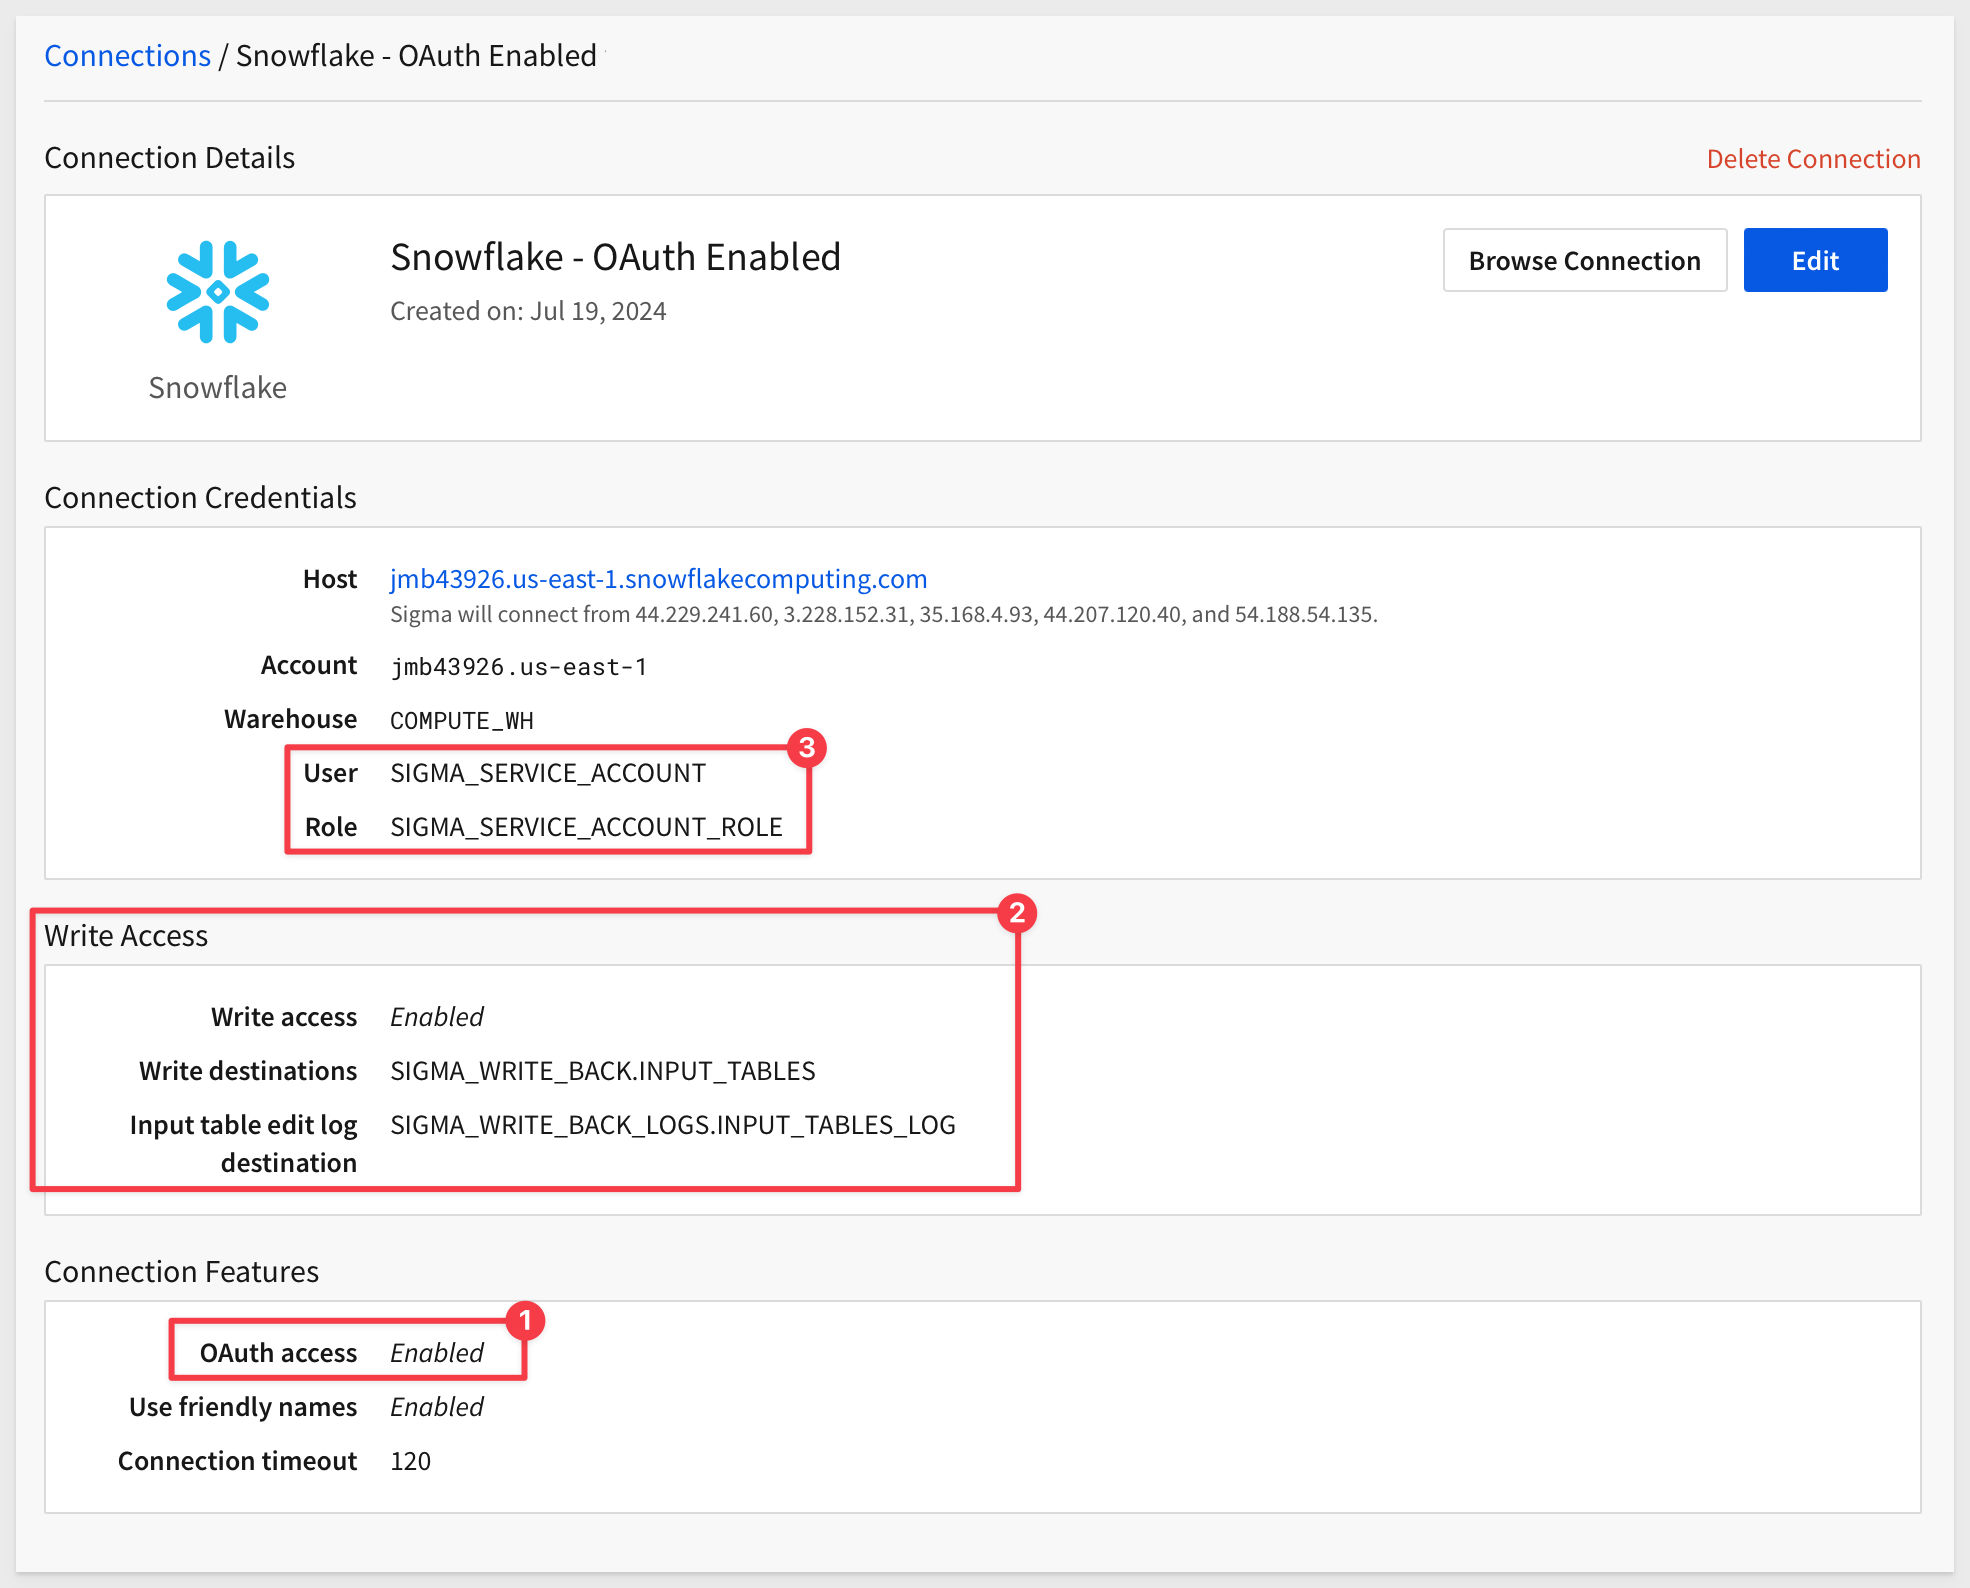 Connections / Snowflake - OAuth Enabled
Connection Details
Delete Connection
Snowflake
Snowflake - OAuth Enabled
Created on: Jul 19, 2024
Browse Connection
Edit
Connection Credentials
Host jmb43926.us-east-1.snowflakecomputing.com
Sigma will connect from 44.229.241.60, 3.228.152.31, 35.168.4.93, 44.207.120.40, and 54.188.54.135.
Account jmb43926.us-east-1
Warehouse COMPUTE_WH
3
User SIGMA_SERVICE_ACCOUNT
Role SIGMA_SERVICE_ACCOUNT_ROLE
2
Write Access
Write access Enabled
Write destinations SIGMA_WRITE_BACK.INPUT_TABLES
Input table edit log SIGMA_WRITE_BACK_LOGS.INPUT_TABLES_LOG
destination
Connection Features
1
OAuth access Enabled
Use friendly names Enabled
Connection timeout 120